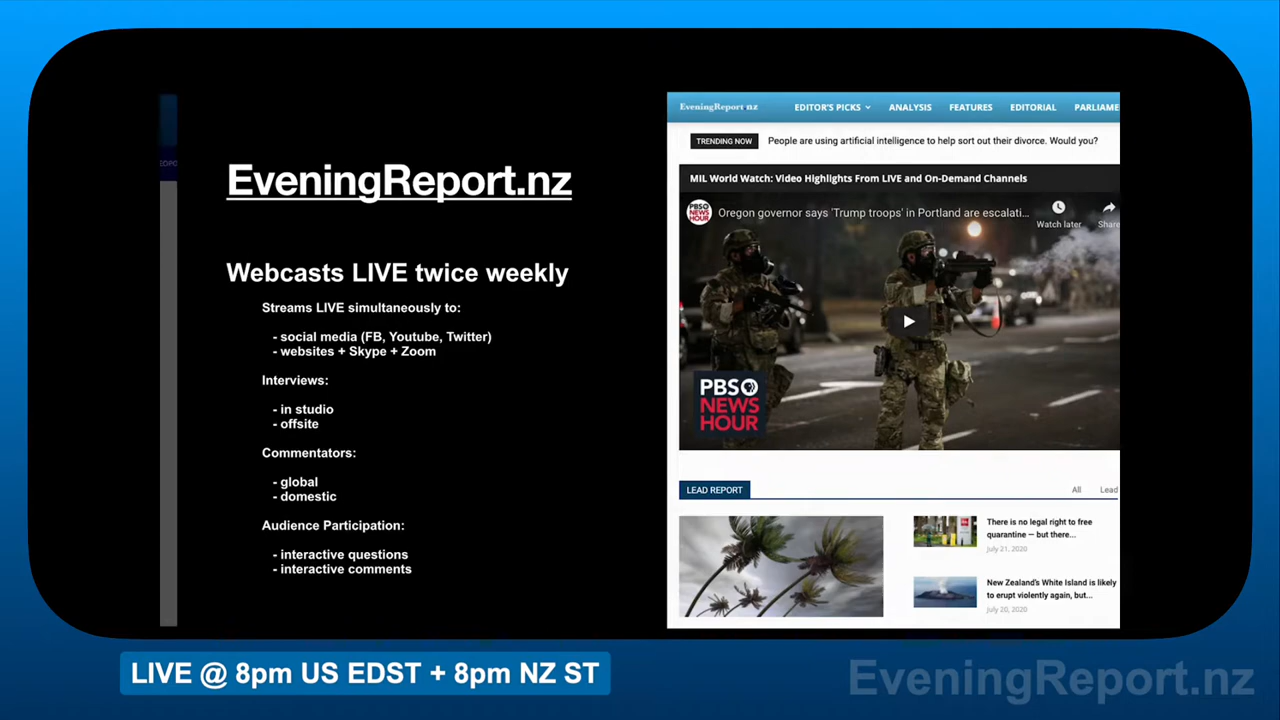 EveningReport.nz
Webcasts LIVE twice weekly
Streams LIVE simultaneously to:
- social media (FB, Youtube, Twitter)
- websites + Skype + Zoom
Interviews:
- in studio
- offsite
Commentators:
- global
- domestic
Audience Participation:
- interactive questions
- interactive comments
EveningReport.nz EDITOR'S PICKS ANALYSIS FEATURES EDITORIAL PARLIAME
TRENDING NOW People are using artificial intelligence to help sort out their divorce. Would you?
MIL World Watch: Video Highlights From LIVE and On-Demand Channels
PBS NEWS HOUR
Oregon governor says 'Trump troops' in Portland are escalati...
Watch later Share
PBS
NEWS
HOUR
LEAD REPORT All Lead
There is no legal right to free
quarantine — but there...
July 21, 2020
New Zealand's White Island is likely
to erupt violently again, but...
July 20, 2020
LIVE @ 8pm US EDST + 8pm NZ ST
EveningReport.nz